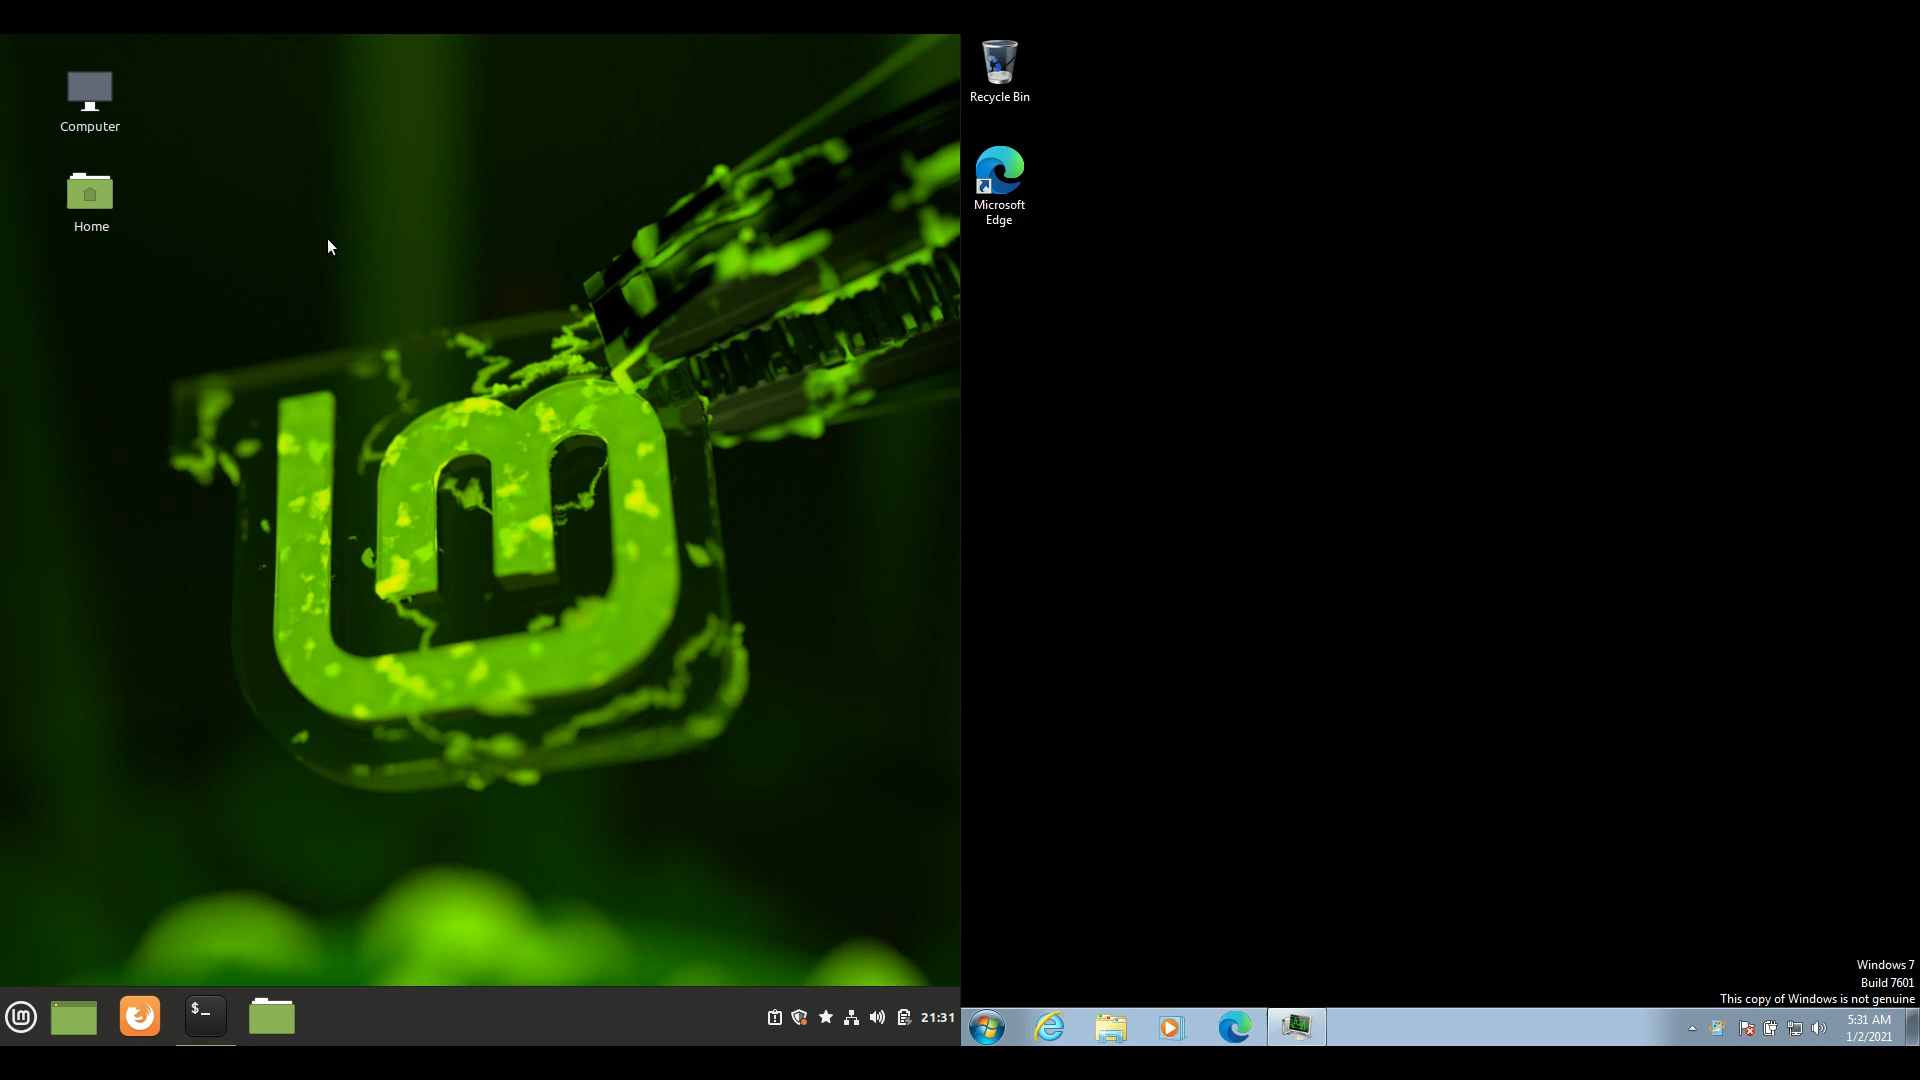 Computer
Home
$_
21:31
Recycle Bin
Microsoft
Edge
Windows 7
Build 7601
This copy of Windows is not genuine
5:31 AM
1/2/2021